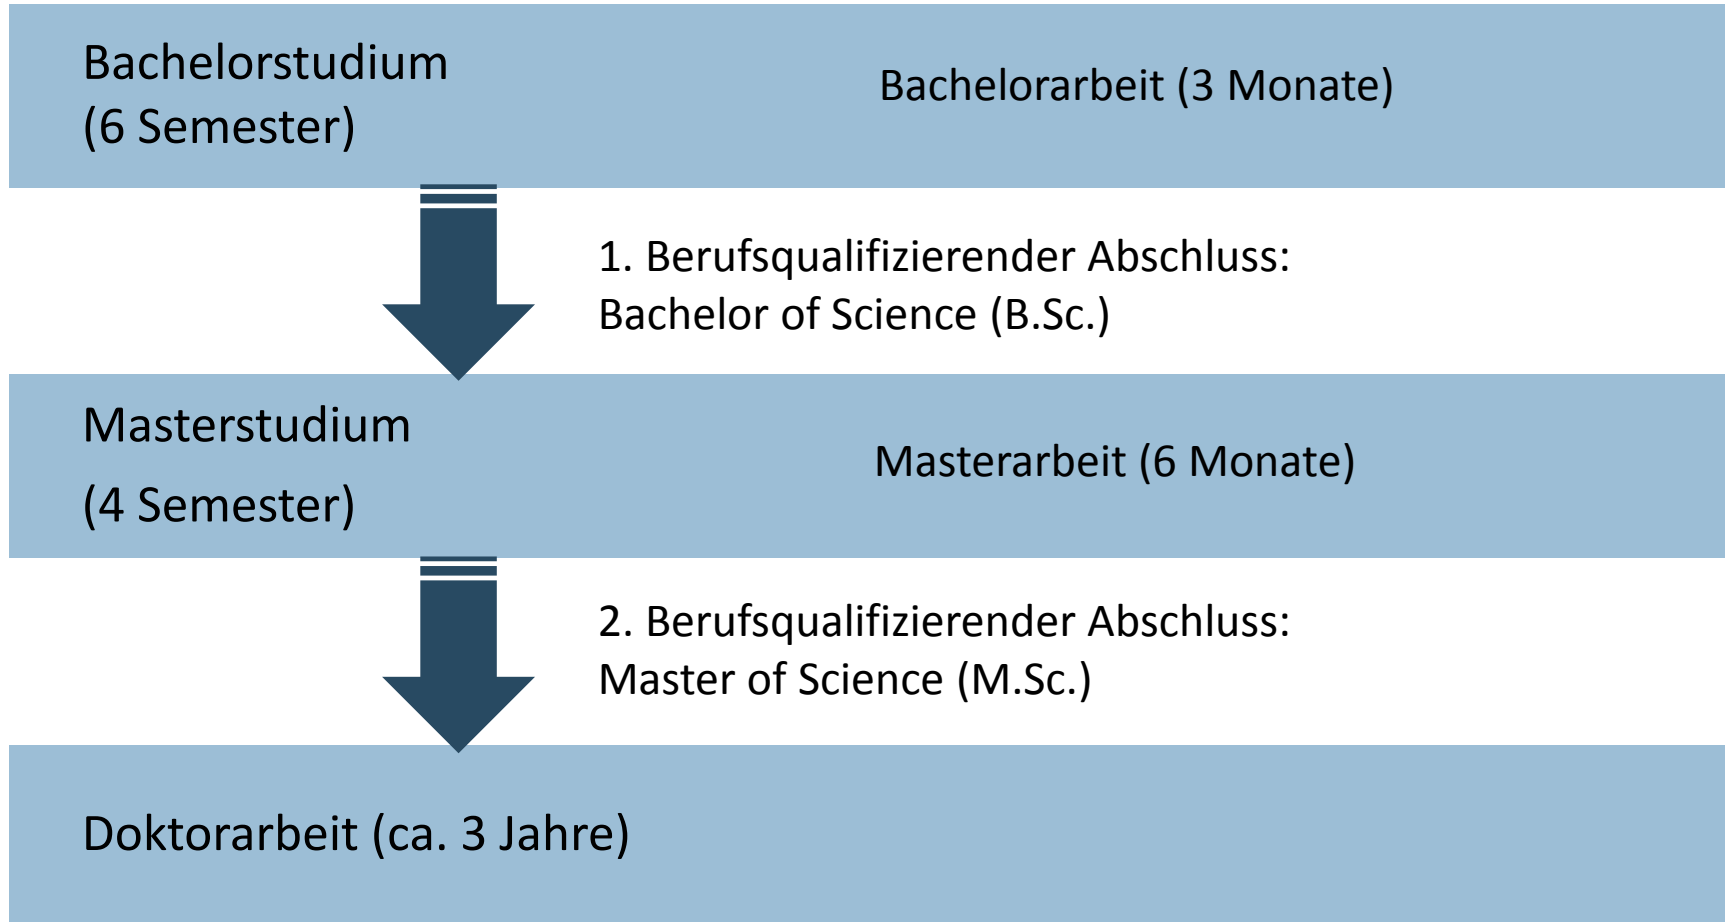 Bachelorstudium
(6 Semester)
Bachelorarbeit (3 Monate)
1. Berufsqualifizierender Abschluss:
Bachelor of Science (B.Sc.)
Masterstudium
(4 Semester)
Masterarbeit (6 Monate)
2. Berufsqualifizierender Abschluss:
Master of Science (M.Sc.)
Doktorarbeit (ca. 3 Jahre)